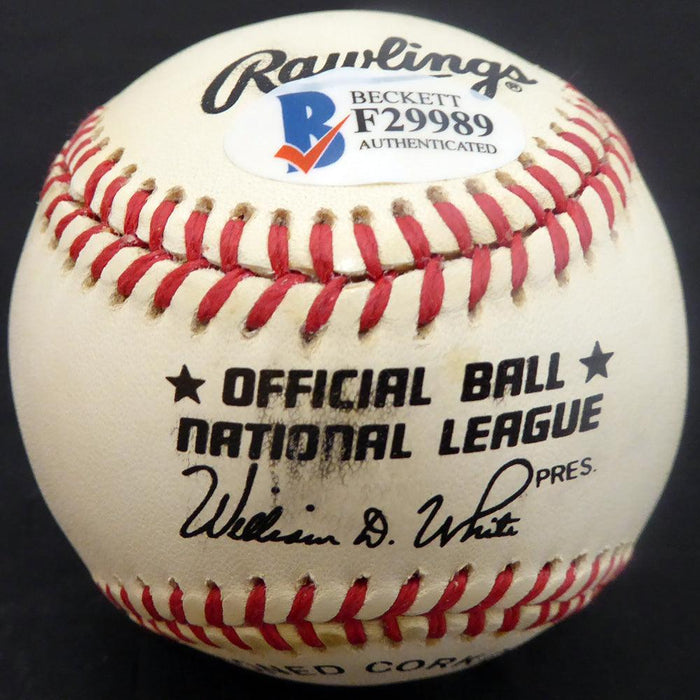 Rawlings®
B BECKETT
F29989
AUTHENTICATED
★ OFFICIAL BALL ★
NATIONAL LEAGUE
William D. White PRES.